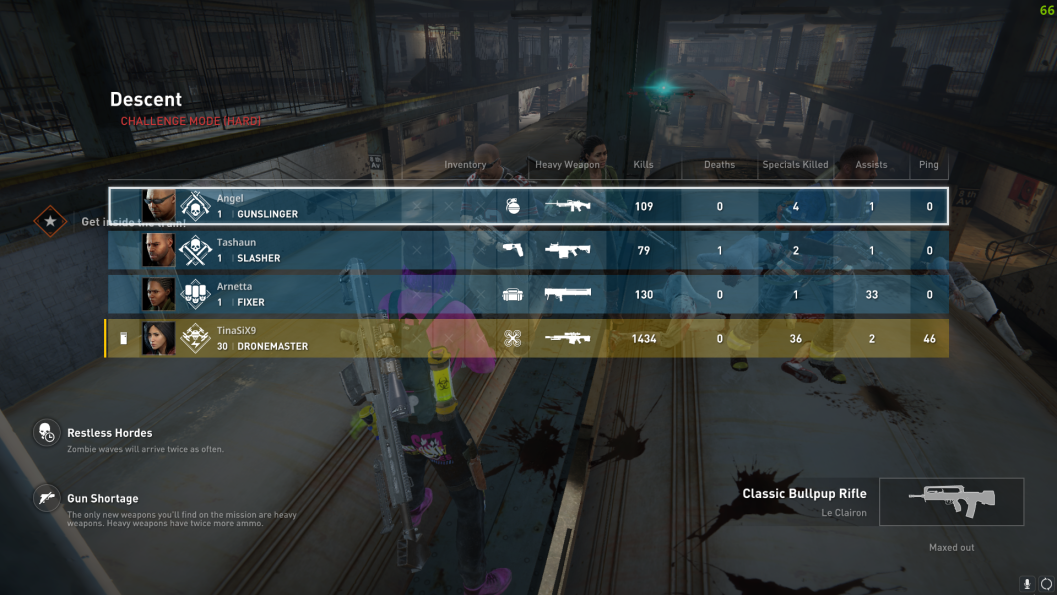 66
Descent
CHALLENGE MODE (HARD)
Inventory Heavy Weapon Kills Deaths Specials Killed Assists Ping
Angel
1 | GUNSLINGER 109 0 4 1 0
Get inside the train!
Tashaun
1 | SLASHER 79 1 2 1 0
Arnetta
1 | FIXER 130 0 1 33 0
TinaSiX9
30 | DRONEMASTER 1434 0 36 2 46
Restless Hordes
Zombie waves will arrive twice as often.
Gun Shortage
The only new weapons you'll find on the mission are heavy
weapons. Heavy weapons have twice more ammo.
Classic Bullpup Rifle
Le Clairon
Maxed out